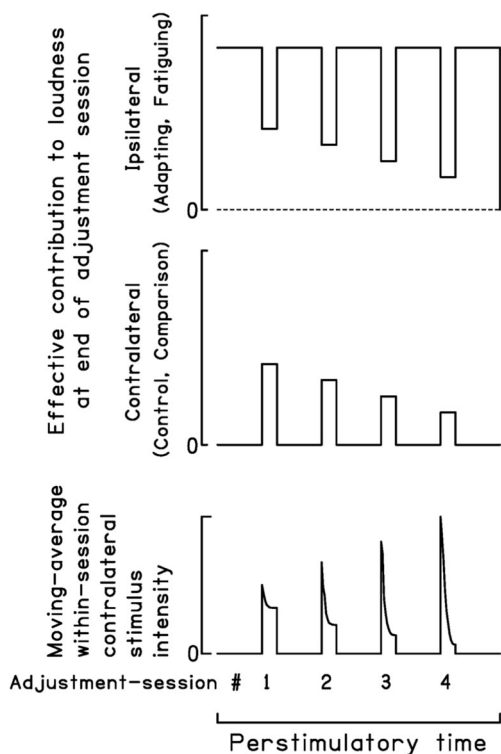 Effective contribution to loudness
at end of adjustment session
Ipsilateral
(Adapting, Fatiguing)
0
Contralateral
(Control, Comparison)
0
Moving-average
within-session
contralateral
stimulus
intensity
0
Adjustment-session # 1 2 3 4
Perstimulatory time